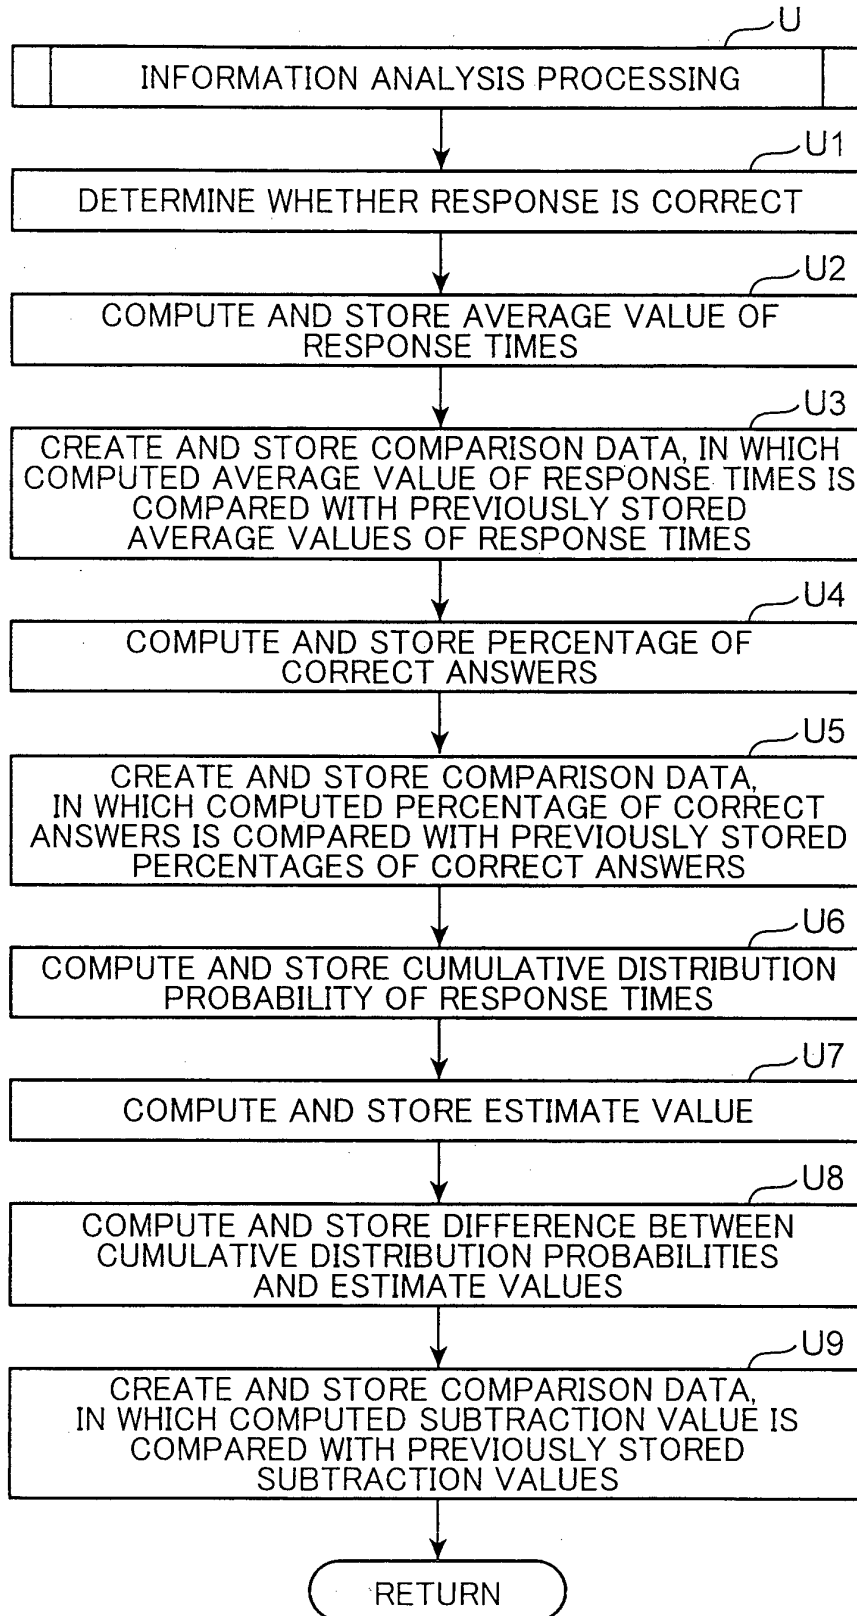 U
INFORMATION ANALYSIS PROCESSING
U1
DETERMINE WHETHER RESPONSE IS CORRECT
U2
COMPUTE AND STORE AVERAGE VALUE OF
RESPONSE TIMES
U3
CREATE AND STORE COMPARISON DATA, IN WHICH
COMPUTED AVERAGE VALUE OF RESPONSE TIMES IS
COMPARED WITH PREVIOUSLY STORED
AVERAGE VALUES OF RESPONSE TIMES
U4
COMPUTE AND STORE PERCENTAGE OF
CORRECT ANSWERS
U5
CREATE AND STORE COMPARISON DATA,
IN WHICH COMPUTED PERCENTAGE OF CORRECT
ANSWERS IS COMPARED WITH PREVIOUSLY STORED
PERCENTAGES OF CORRECT ANSWERS
U6
COMPUTE AND STORE CUMULATIVE DISTRIBUTION
PROBABILITY OF RESPONSE TIMES
U7
COMPUTE AND STORE ESTIMATE VALUE
U8
COMPUTE AND STORE DIFFERENCE BETWEEN
CUMULATIVE DISTRIBUTION PROBABILITIES
AND ESTIMATE VALUES
U9
CREATE AND STORE COMPARISON DATA,
IN WHICH COMPUTED SUBTRACTION VALUE IS
COMPARED WITH PREVIOUSLY STORED
SUBTRACTION VALUES
RETURN